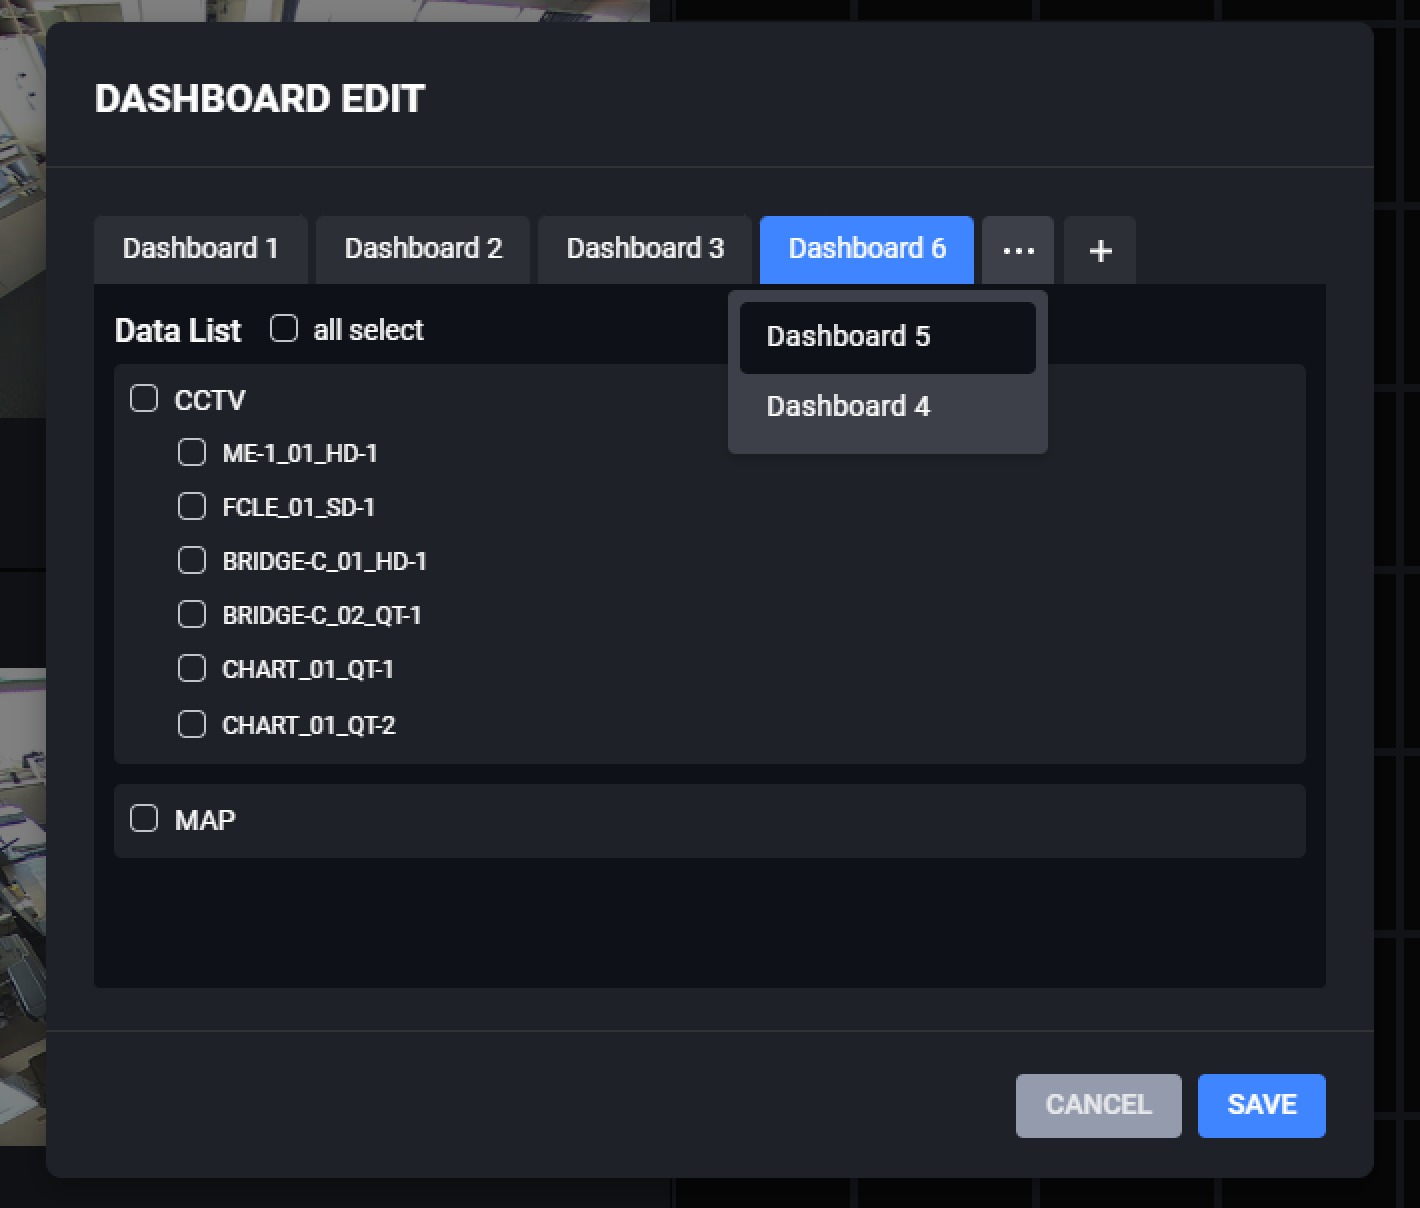 DASHBOARD EDIT
Dashboard 1 Dashboard 2 Dashboard 3 Dashboard 6 ... +
Data List all select
Dashboard 5
Dashboard 4
CCTV
ME-1_01_HD-1
FCLE_01_SD-1
BRIDGE-C_01_HD-1
BRIDGE-C_02_QT-1
CHART_01_QT-1
CHART_01_QT-2
MAP
CANCEL SAVE